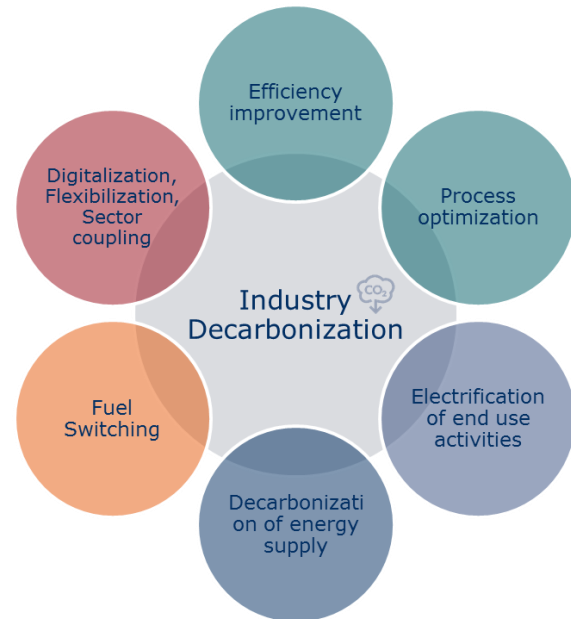 Efficiency
improvement
Process
optimization
Electrification
of end use
activities
Decarbonizati
on of energy
supply
Fuel
Switching
Digitalization,
Flexibilization,
Sector
coupling
Industry
Decarbonization
CO₂